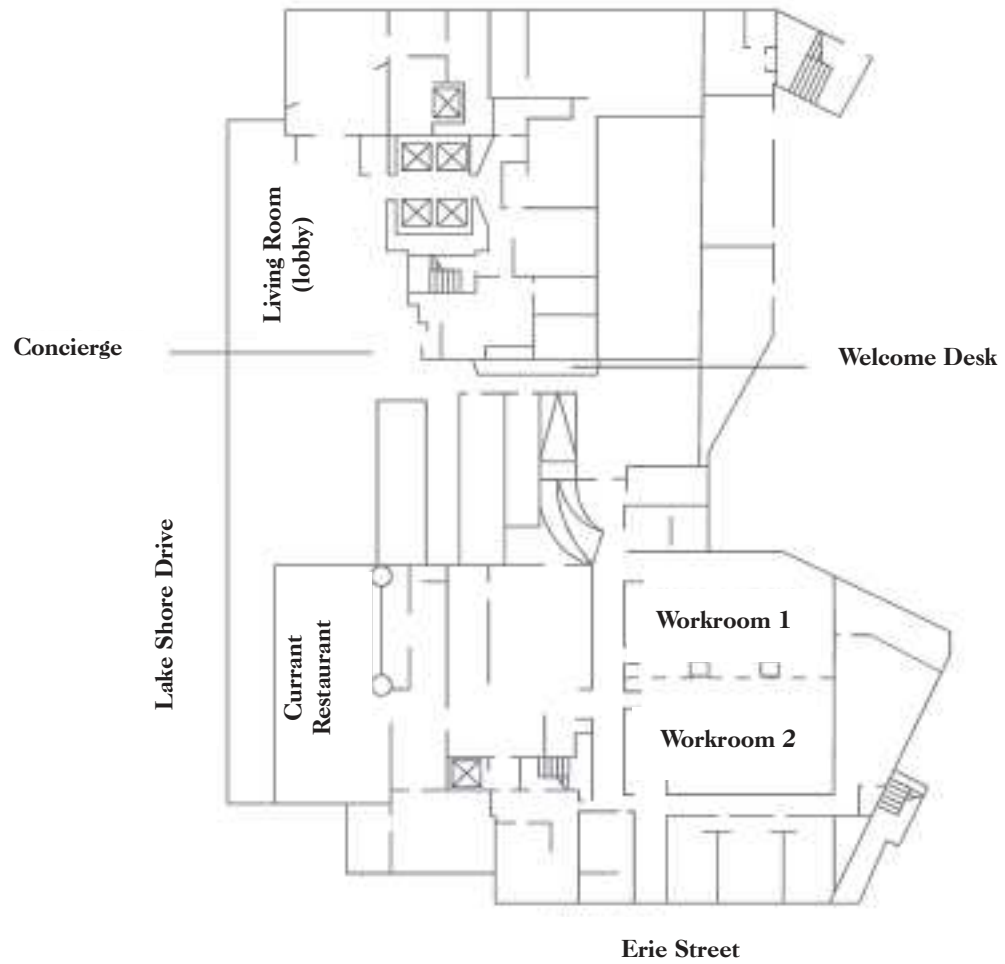 Living Room
(lobby)
Concierge
Welcome Desk
Lake Shore Drive
Currant
Restaurant
Workroom 1
Workroom 2
Erie Street